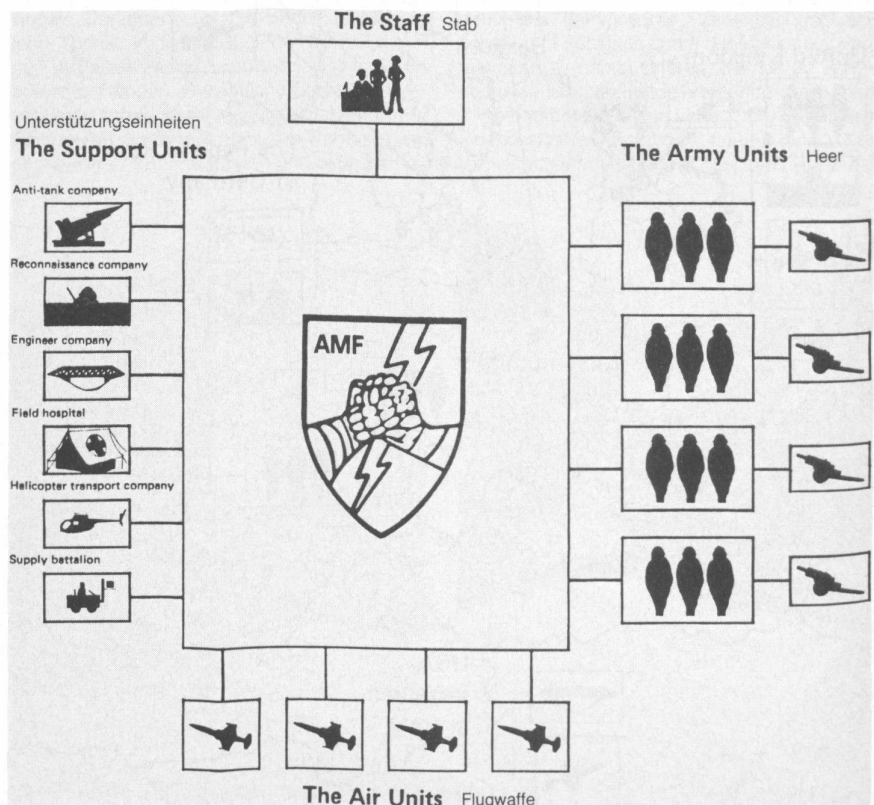 The Staff Stab
Unterstützungseinheiten
The Support Units
Anti-tank company
Reconnaissance company
Engineer company
Field hospital
Helicopter transport company
Supply battalion
AMF
The Army Units Heer
The Air Units Flugwaffe